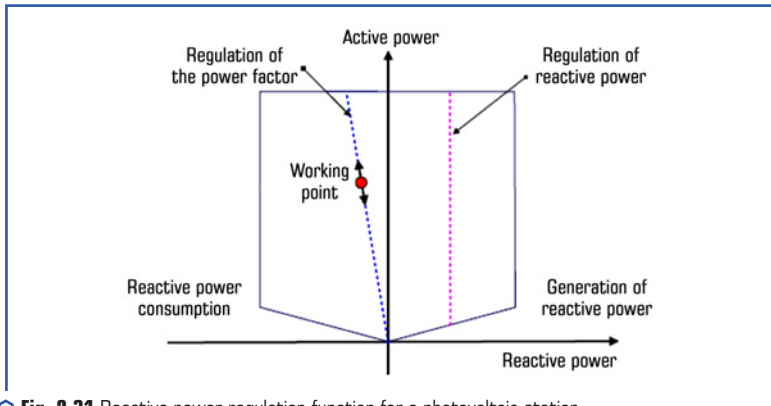 Active power
Regulation of
the power factor
Regulation of
reactive power
Working
point
Reactive power
consumption
Generation of
reactive power
Reactive power